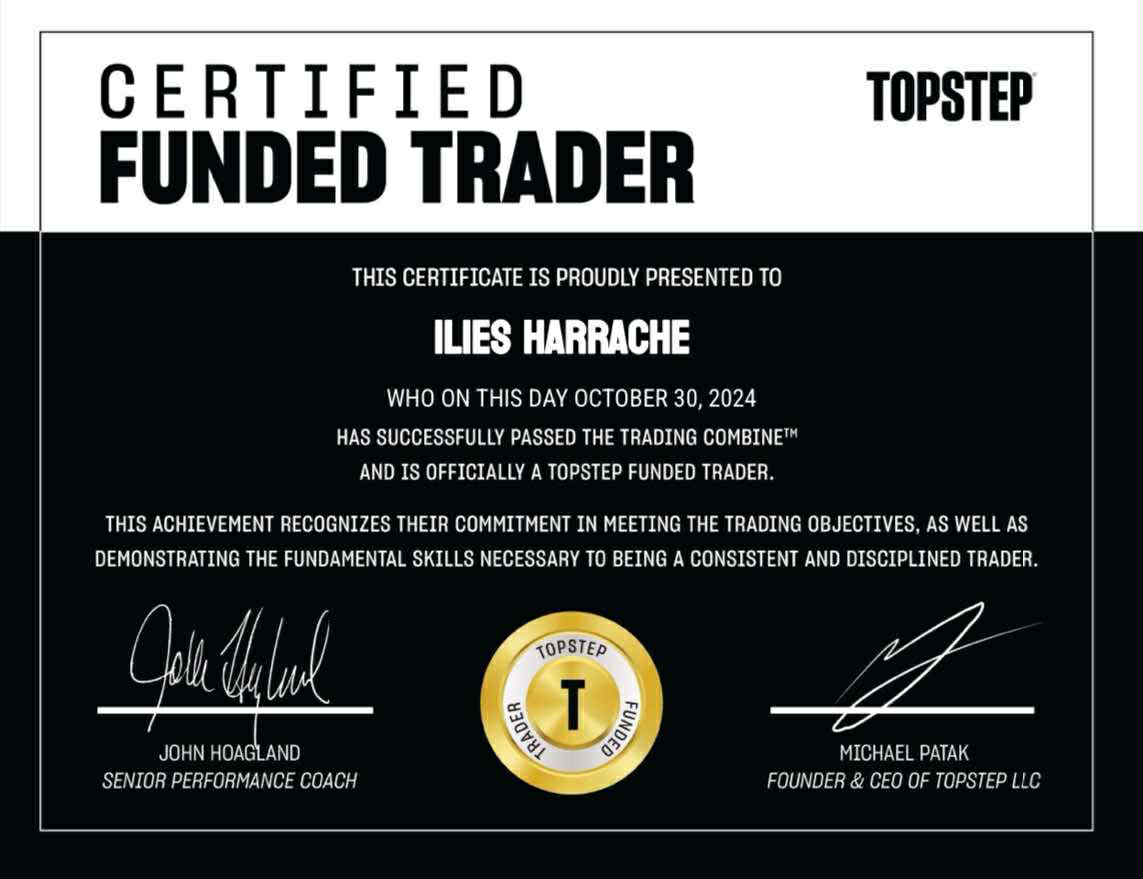 CERTIFIED
FUNDED TRADER
TOPSTEP®
THIS CERTIFICATE IS PROUDLY PRESENTED TO
ILIES HARRACHE
WHO ON THIS DAY OCTOBER 30, 2024
HAS SUCCESSFULLY PASSED THE TRADING COMBINE™
AND IS OFFICIALLY A TOPSTEP FUNDED TRADER.
THIS ACHIEVEMENT RECOGNIZES THEIR COMMITMENT IN MEETING THE TRADING OBJECTIVES, AS WELL AS
DEMONSTRATING THE FUNDAMENTAL SKILLS NECESSARY TO BEING A CONSISTENT AND DISCIPLINED TRADER.
John Hoagland
JOHN HOAGLAND
SENIOR PERFORMANCE COACH
TOPSTEP
FUNDED
TRADER
T
MICHAEL PATAK
FOUNDER & CEO OF TOPSTEP LLC